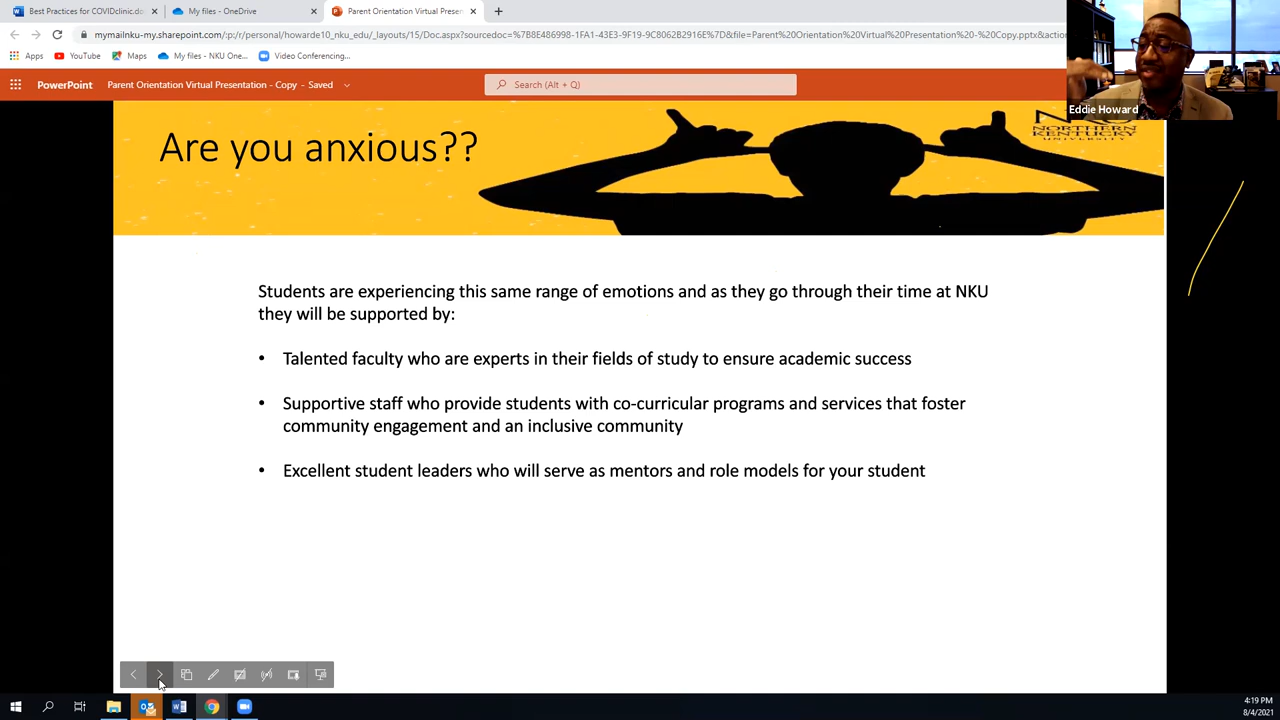 Best Practices for COVIDclinic.do
My files - OneDrive
Parent Orientation Virtual Presen
mymailnku-my.sharepoint.com/:p:/r/personal/howarde10_nku_edu/_layouts/15/Doc.aspx?sourcedoc=%7B8E486998-1FA1-43E3-9F19-9C8062B2916E%7D&file=Parent%20Orientation%20Virtual%20Presentation%20-%20Copy.pptx&action
Apps
YouTube
Maps
My files - NKU One...
Video Conferencing...
PowerPoint
Parent Orientation Virtual Presentation - Copy - Saved
Search (Alt + Q)
Eddie Howard
NORTHERN
KENTUCKY
UNIVERSITY
Are you anxious??
Students are experiencing this same range of emotions and as they go through their time at NKU
they will be supported by:
• Talented faculty who are experts in their fields of study to ensure academic success
• Supportive staff who provide students with co-curricular programs and services that foster
community engagement and an inclusive community
• Excellent student leaders who will serve as mentors and role models for your student
4:19 PM
8/4/2021